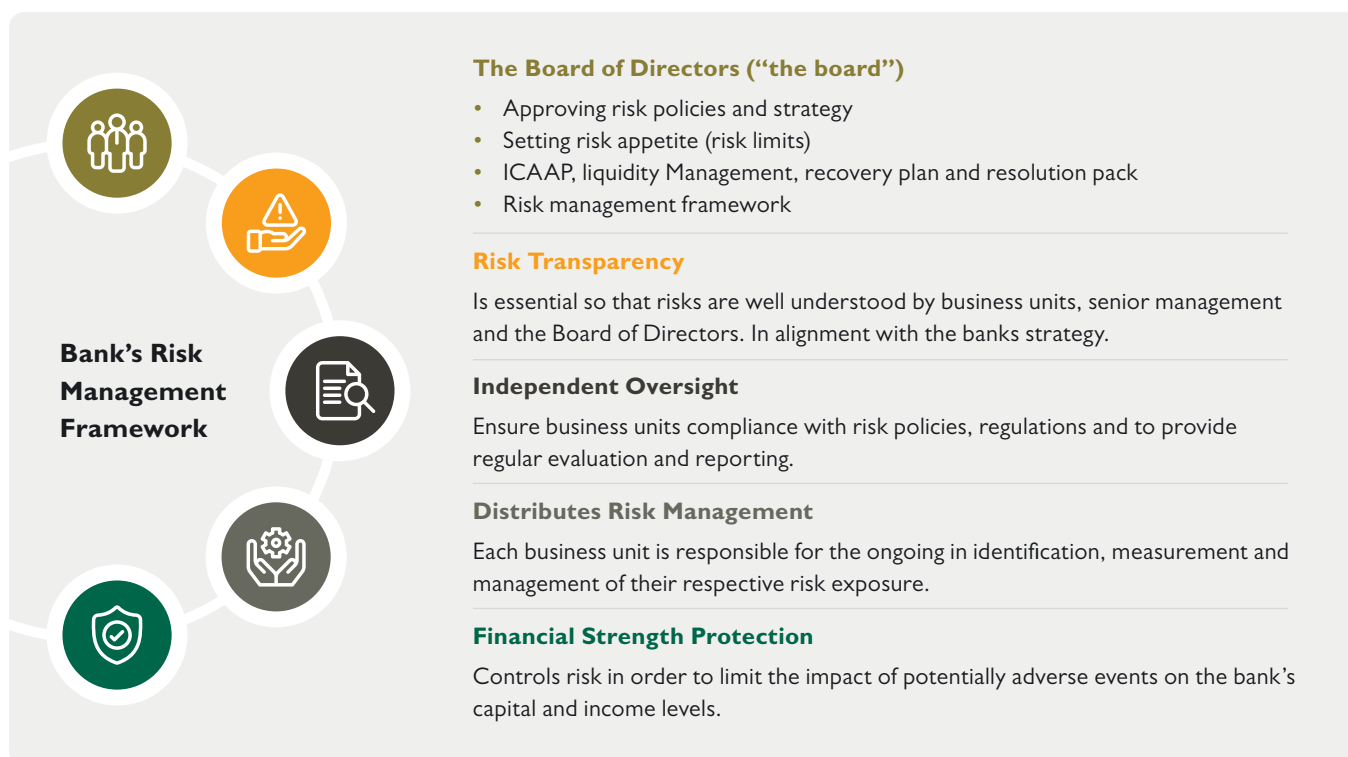 Bank's Risk
Management
Framework
The Board of Directors (“the board”)
• Approving risk policies and strategy
• Setting risk appetite (risk limits)
• ICAAP, liquidity Management, recovery plan and resolution pack
• Risk management framework
Risk Transparency
Is essential so that risks are well understood by business units, senior management
and the Board of Directors. In alignment with the banks strategy.
Independent Oversight
Ensure business units compliance with risk policies, regulations and to provide
regular evaluation and reporting.
Distributes Risk Management
Each business unit is responsible for the ongoing in identification, measurement and
management of their respective risk exposure.
Financial Strength Protection
Controls risk in order to limit the impact of potentially adverse events on the bank’s
capital and income levels.